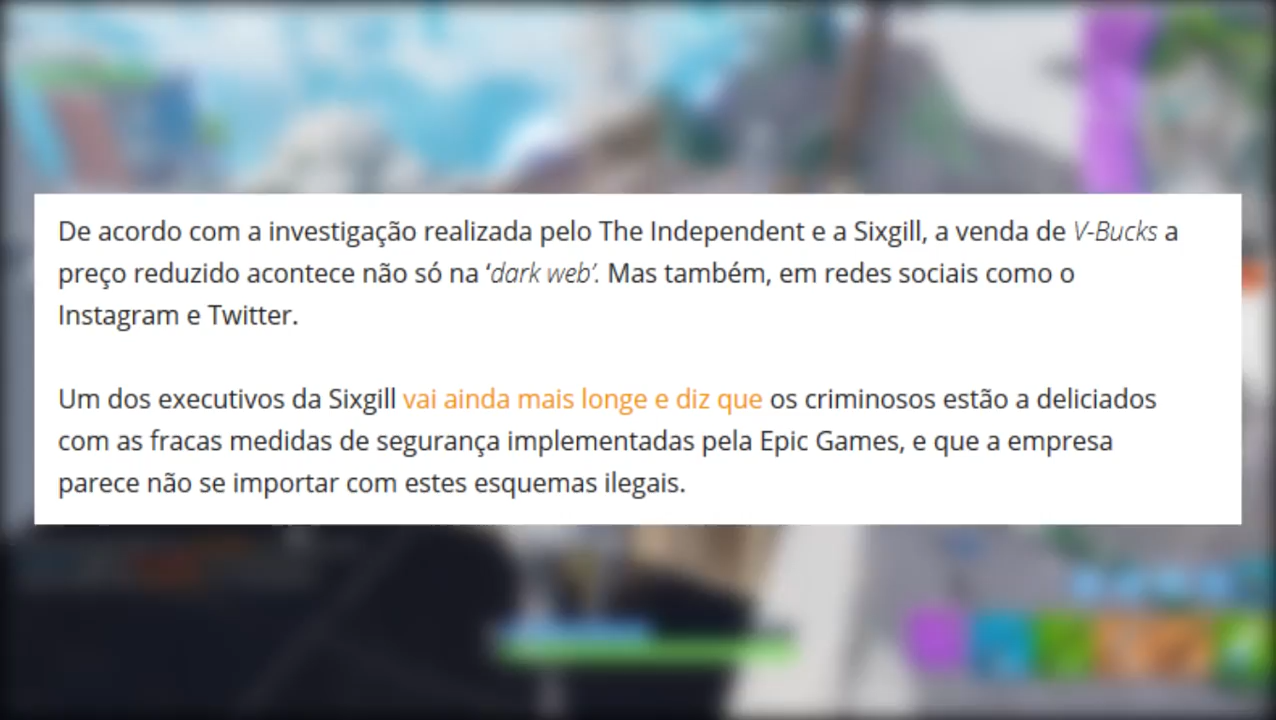 De acordo com a investigação realizada pelo The Independent e a Sixgill, a venda de V-Bucks a
preço reduzido acontece não só na ‘dark web’. Mas também, em redes sociais como o
Instagram e Twitter.
Um dos executivos da Sixgill vai ainda mais longe e diz que os criminosos estão a deliciados
com as fracas medidas de segurança implementadas pela Epic Games, e que a empresa
parece não se importar com estes esquemas ilegais.